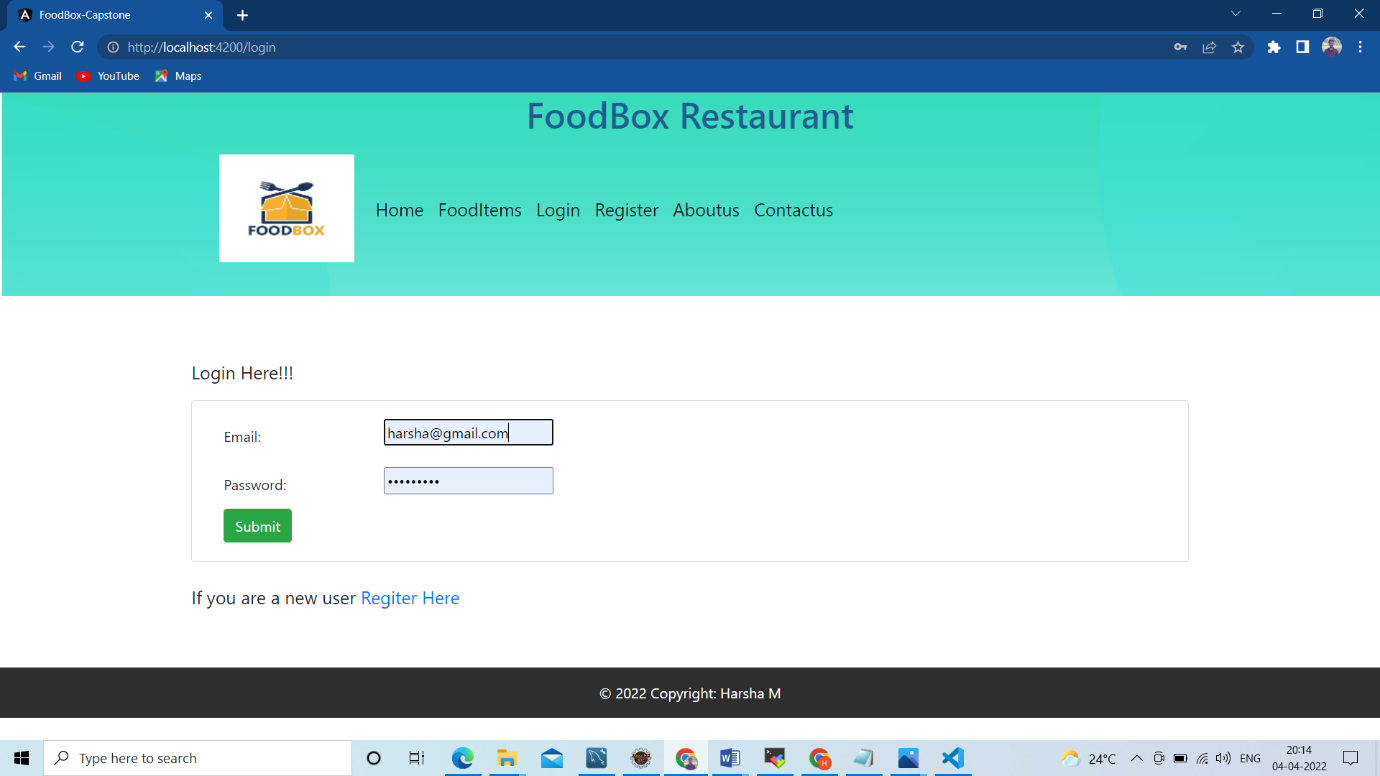 FoodBox-Capstone
http://localhost:4200/login
Gmail YouTube Maps
FoodBox Restaurant
FOODBOX
Home FoodItems Login Register Aboutus Contactus
Login Here!!!
Email: harsha@gmail.com
Password: •••••••••
Submit
If you are a new user Regiter Here
© 2022 Copyright: Harsha M
Type here to search
24°C
ENG
20:14
04-04-2022